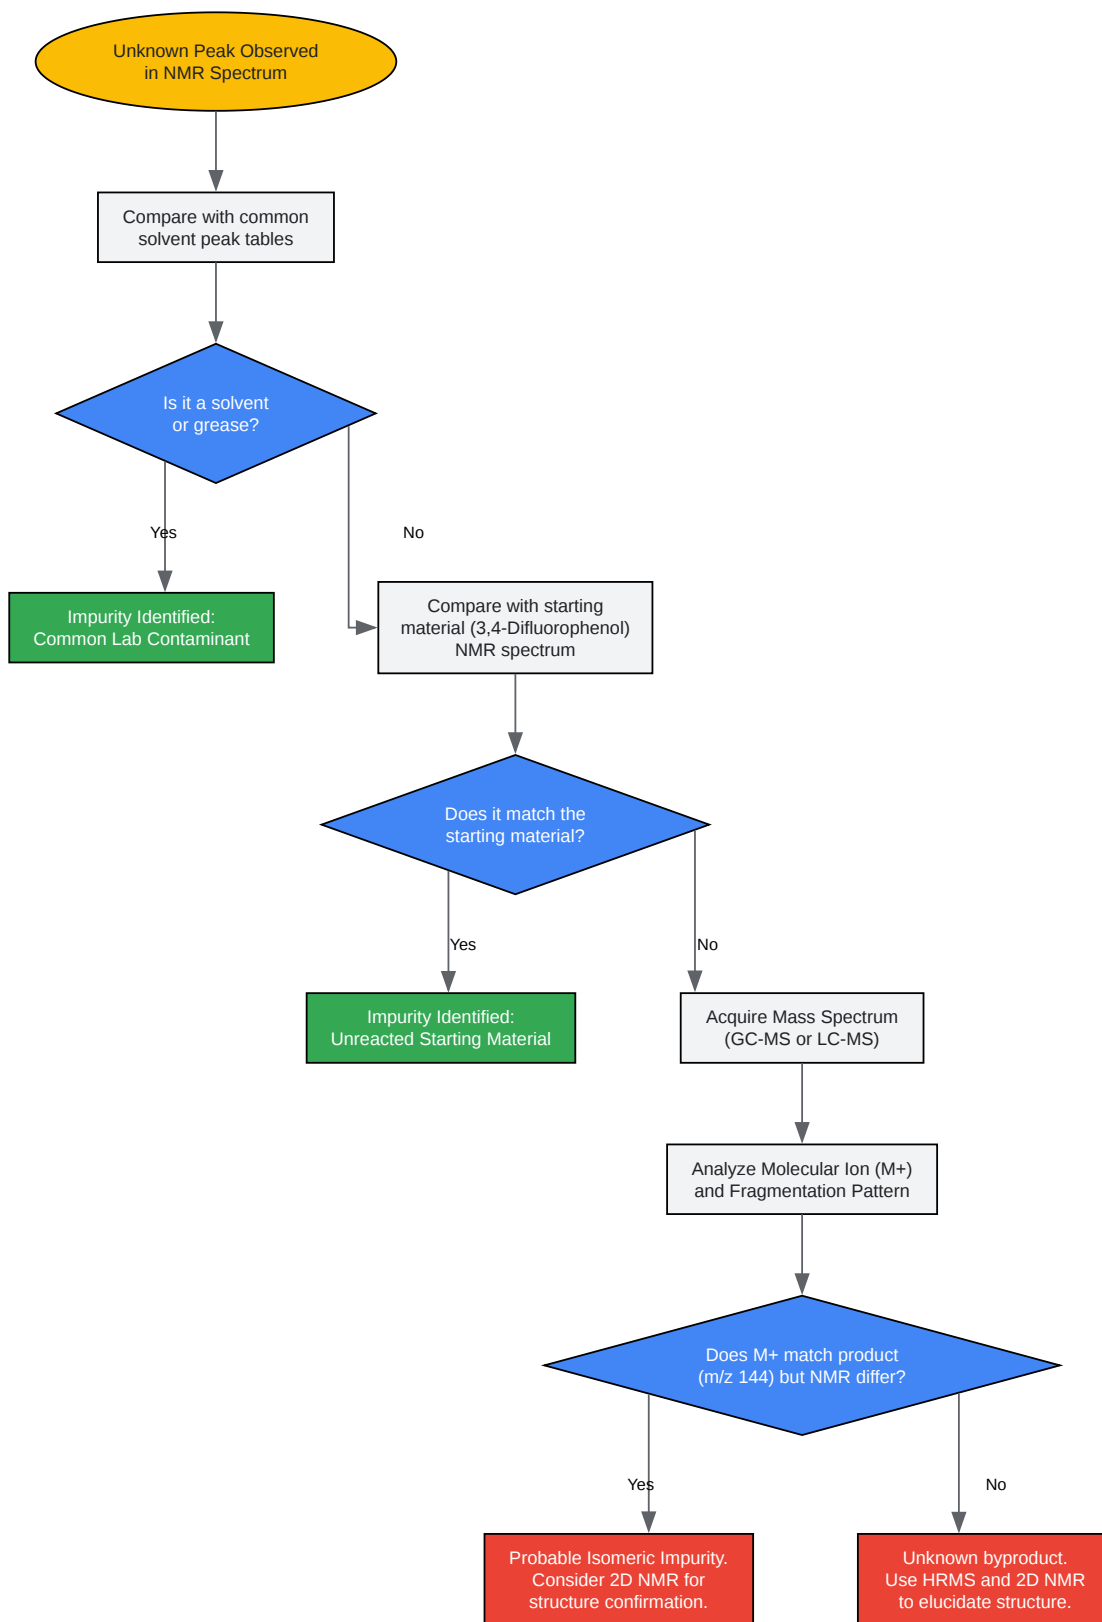 Unknown Peak Observed
in NMR Spectrum
Compare with common
solvent peak tables
Is it a solvent
or grease?
Yes
No
Impurity Identified:
Common Lab Contaminant
Compare with starting
material (3,4-Difluorophenol)
NMR spectrum
Does it match the
starting material?
Yes
No
Impurity Identified:
Unreacted Starting Material
Acquire Mass Spectrum
(GC-MS or LC-MS)
Analyze Molecular Ion (M+)
and Fragmentation Pattern
Does M+ match product
(m/z 144) but NMR differ?
Yes
No
Probable Isomeric Impurity.
Consider 2D NMR for
structure confirmation.
Unknown byproduct.
Use HRMS and 2D NMR
to elucidate structure.